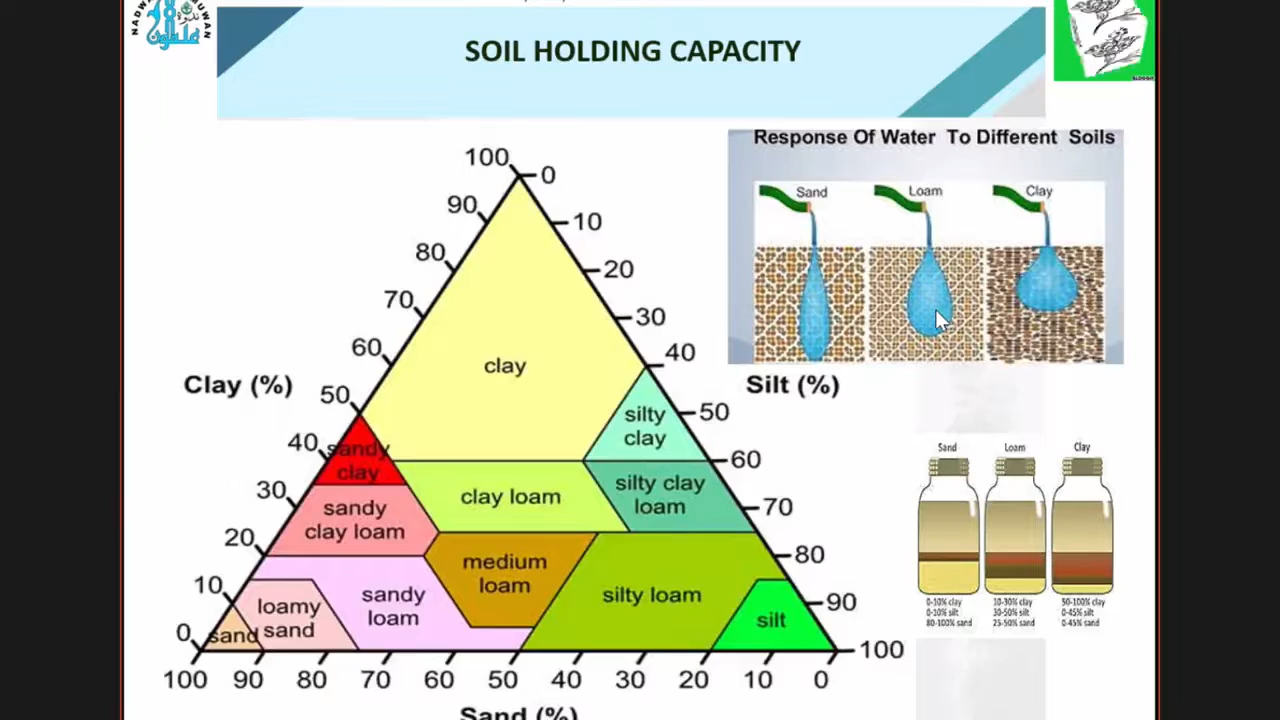 SOIL HOLDING CAPACITY
Response Of Water To Different Soils
Sand
Loam
Clay
100
90
80
70
60
50
40
30
20
10
0
Clay (%)
0
10
20
30
40
50
60
70
80
90
100
Silt (%)
clay
silty
clay
sandy
clay
clay loam
silty clay
loam
sandy
clay loam
medium
loam
sandy
loam
silty loam
loamy
sand
sand
silt
100
90
80
70
60
50
40
30
20
10
0
Sand (%)
Sand
Loam
Clay
0-10% clay
0-10% silt
80-100% sand
10-30% clay
30-50% silt
25-50% sand
50-100% clay
0-45% silt
0-45% sand